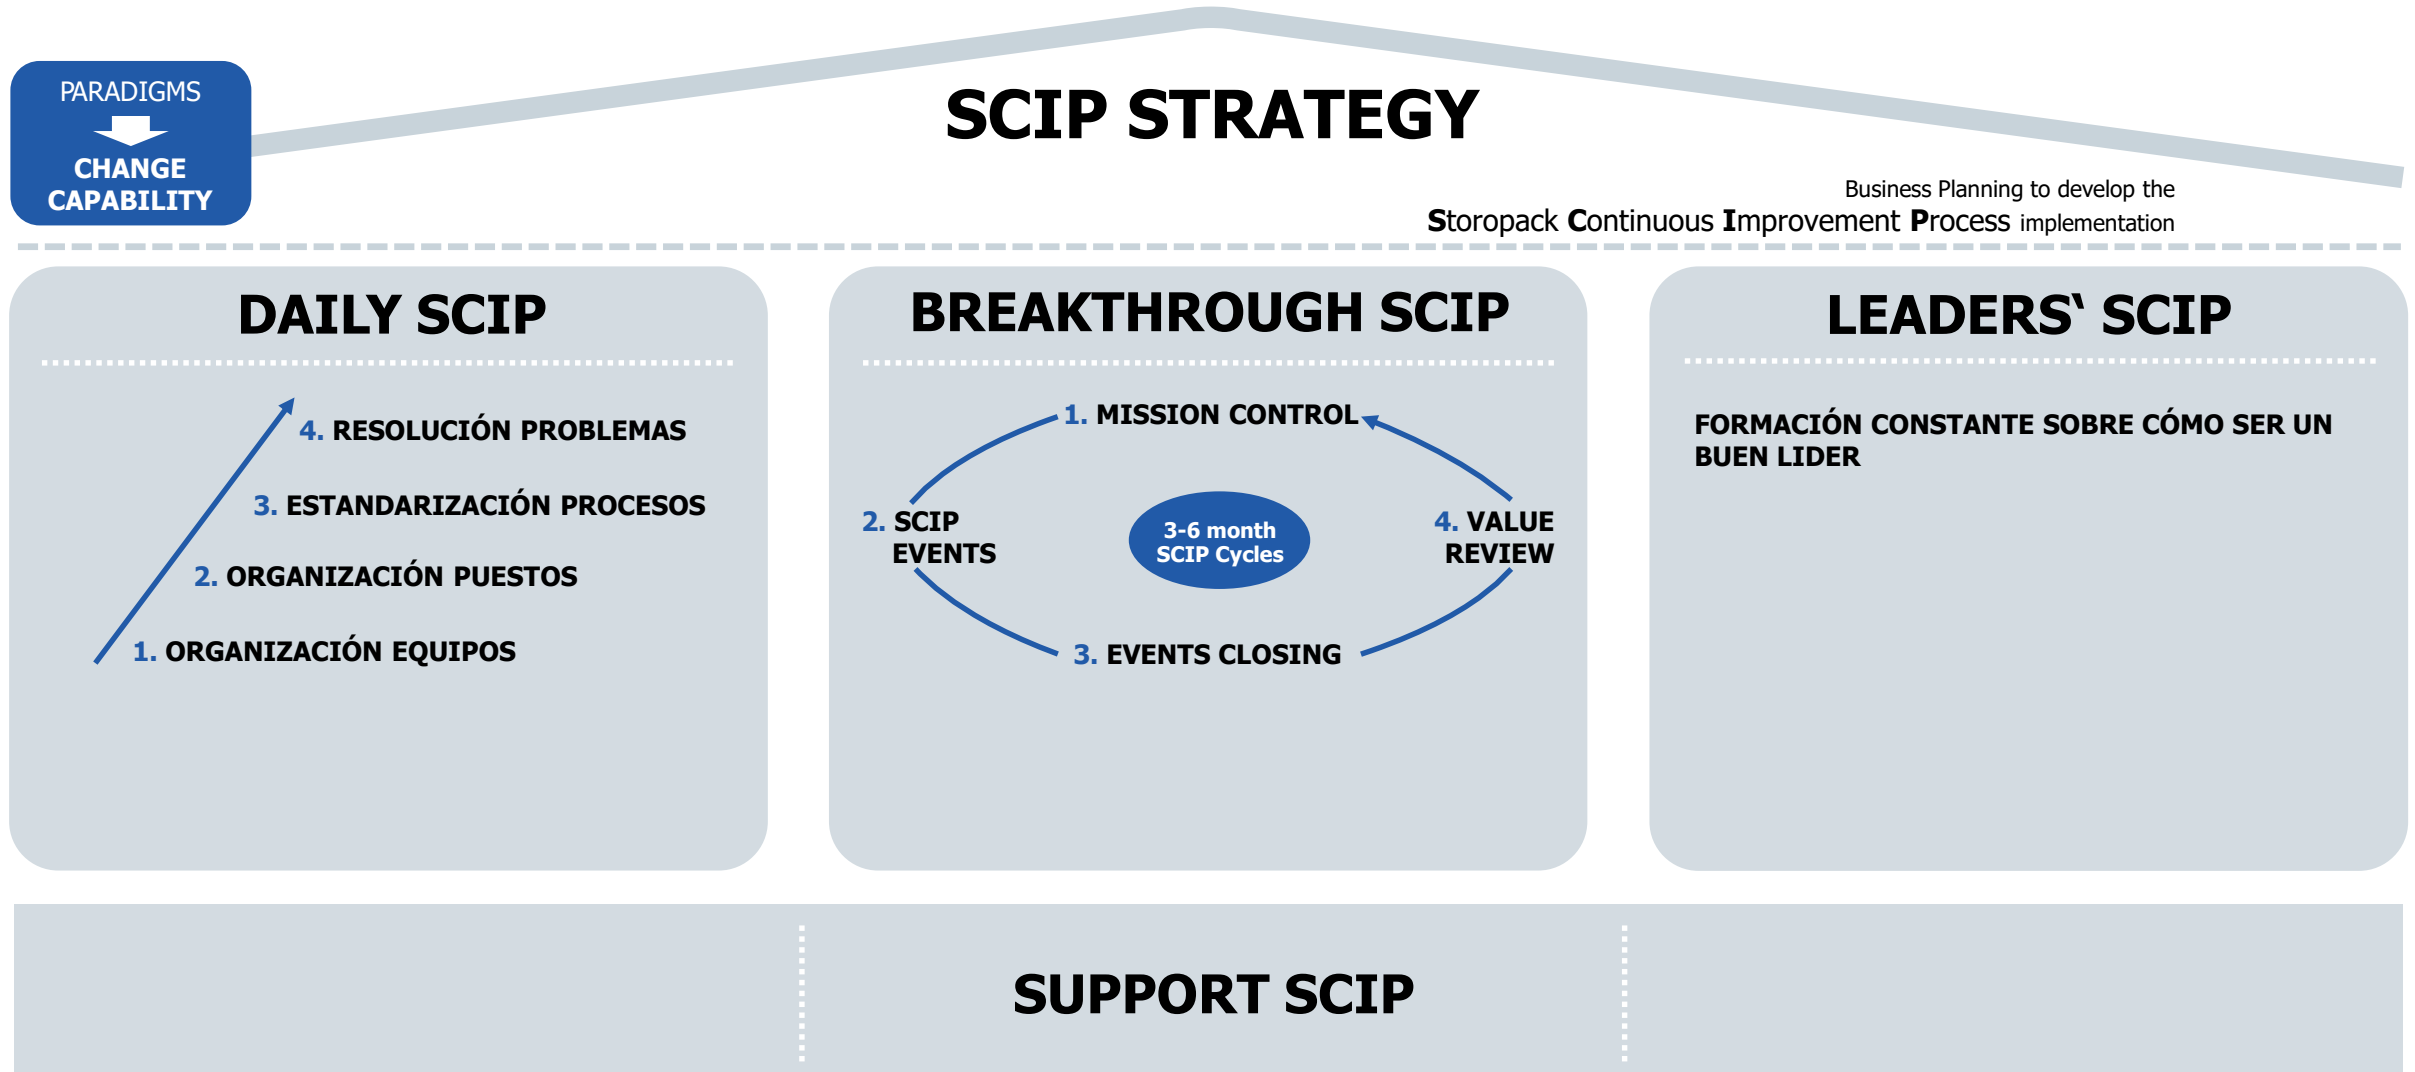 PARADIGMS
CHANGE
CAPABILITY
SCIP STRATEGY
Business Planning to develop the
Storopack Continuous Improvement Process implementation
DAILY SCIP
4. RESOLUCIÓN PROBLEMAS
3. ESTANDARIZACIÓN PROCESOS
2. ORGANIZACIÓN PUESTOS
1. ORGANIZACIÓN EQUIPOS
BREAKTHROUGH SCIP
1. MISSION CONTROL
2. SCIP
EVENTS
3-6 month
SCIP Cycles
4. VALUE
REVIEW
3. EVENTS CLOSING
LEADERS‘ SCIP
FORMACIÓN CONSTANTE SOBRE CÓMO SER UN
BUEN LIDER
SUPPORT SCIP